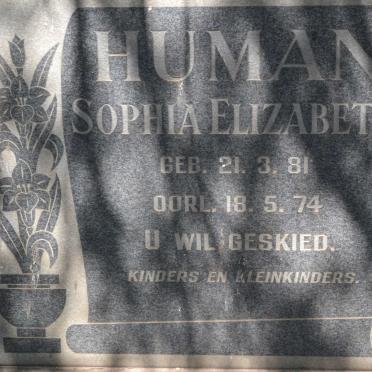 HUMAN
SOPHIA ELIZABET
GEB. 21. 3. 81
OORL. 18. 5. 74
U WIL GESKIED.
KINDERS EN KLEINKINDERS.